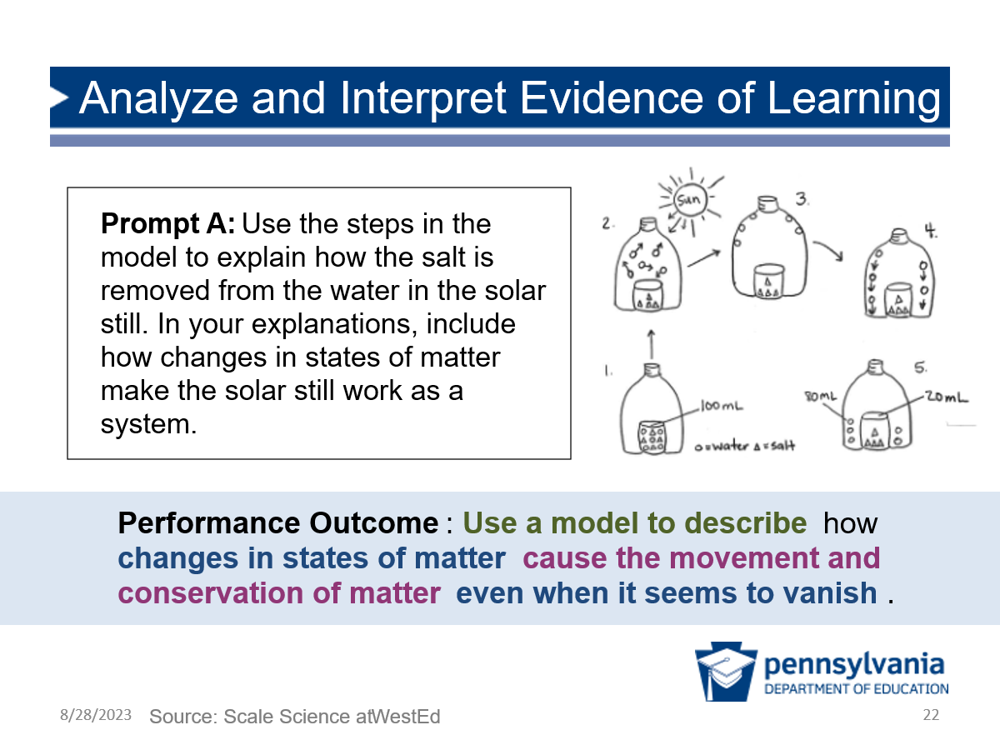 Analyze and Interpret Evidence of Learning
Prompt A: Use the steps in the
model to explain how the salt is
removed from the water in the solar
still. In your explanations, include
how changes in states of matter
make the solar still work as a
system.
Sun
2.
3.
4.
1.
100mL
o=water Δ=salt
5.
80mL
20mL
Performance Outcome : Use a model to describe how
changes in states of matter cause the movement and
conservation of matter even when it seems to vanish .
pennsylvania
DEPARTMENT OF EDUCATION
8/28/2023
Source: Scale Science atWestEd
22